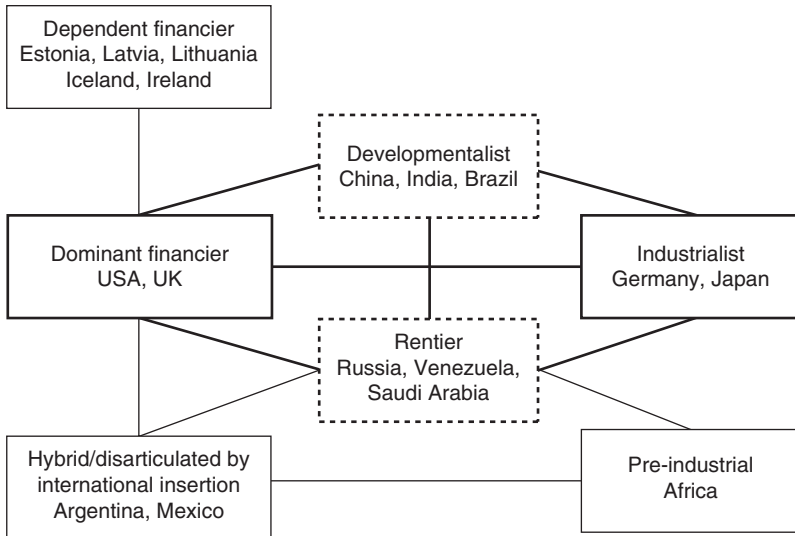 Dependent financier
Estonia, Latvia, Lithuania
Iceland, Ireland
Developmentalist
China, India, Brazil
Dominant financier
USA, UK
Industrialist
Germany, Japan
Rentier
Russia, Venezuela,
Saudi Arabia
Hybrid/disarticulated by
international insertion
Argentina, Mexico
Pre-industrial
Africa